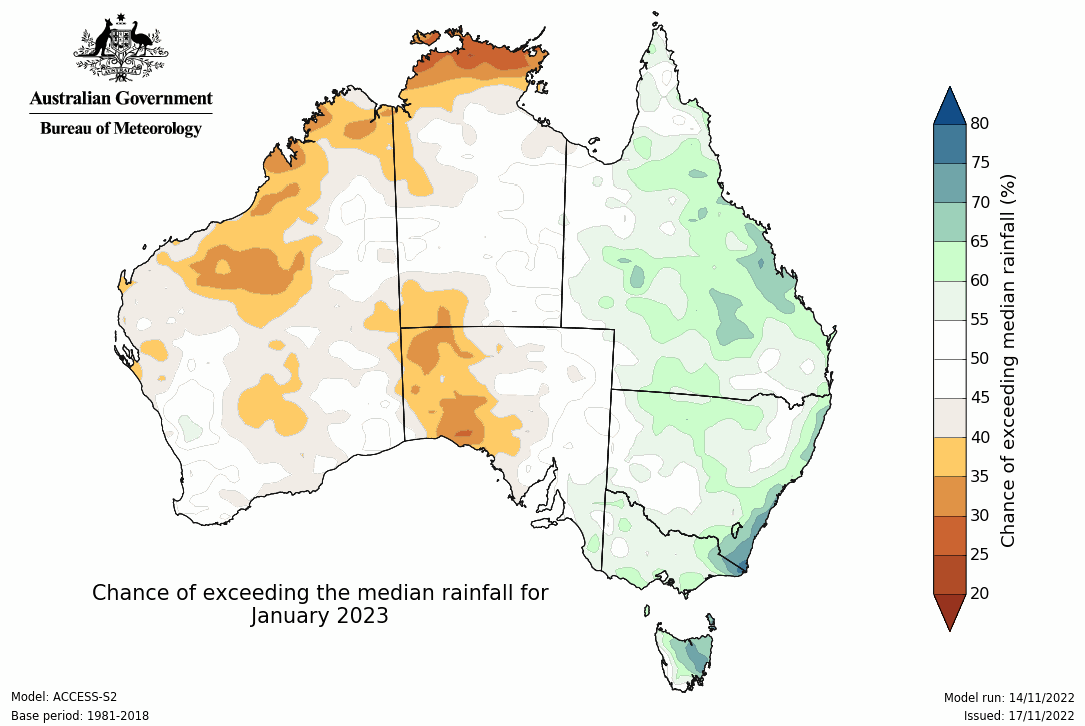 AUSTRALIA
Australian Government
Bureau of Meteorology
80
75
70
65
60
55
50
45
40
35
30
25
20
Chance of exceeding median rainfall (%)
Chance of exceeding the median rainfall for
January 2023
Model: ACCESS-S2
Base period: 1981-2018
Model run: 14/11/2022
Issued: 17/11/2022